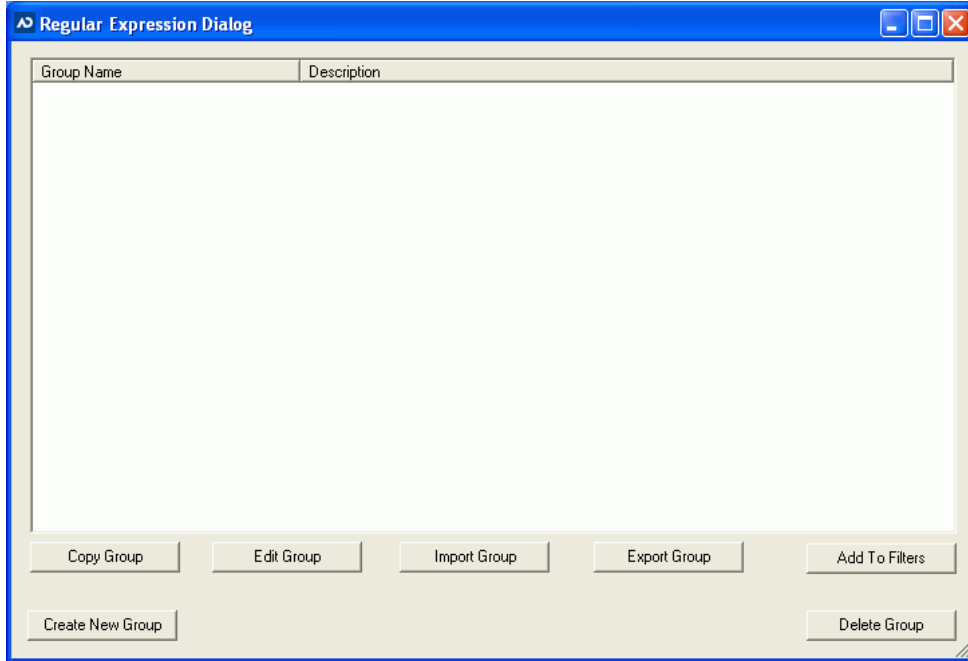 Regular Expression Dialog
Group Name Description
Copy Group Edit Group Import Group Export Group Add To Filters
Create New Group Delete Group